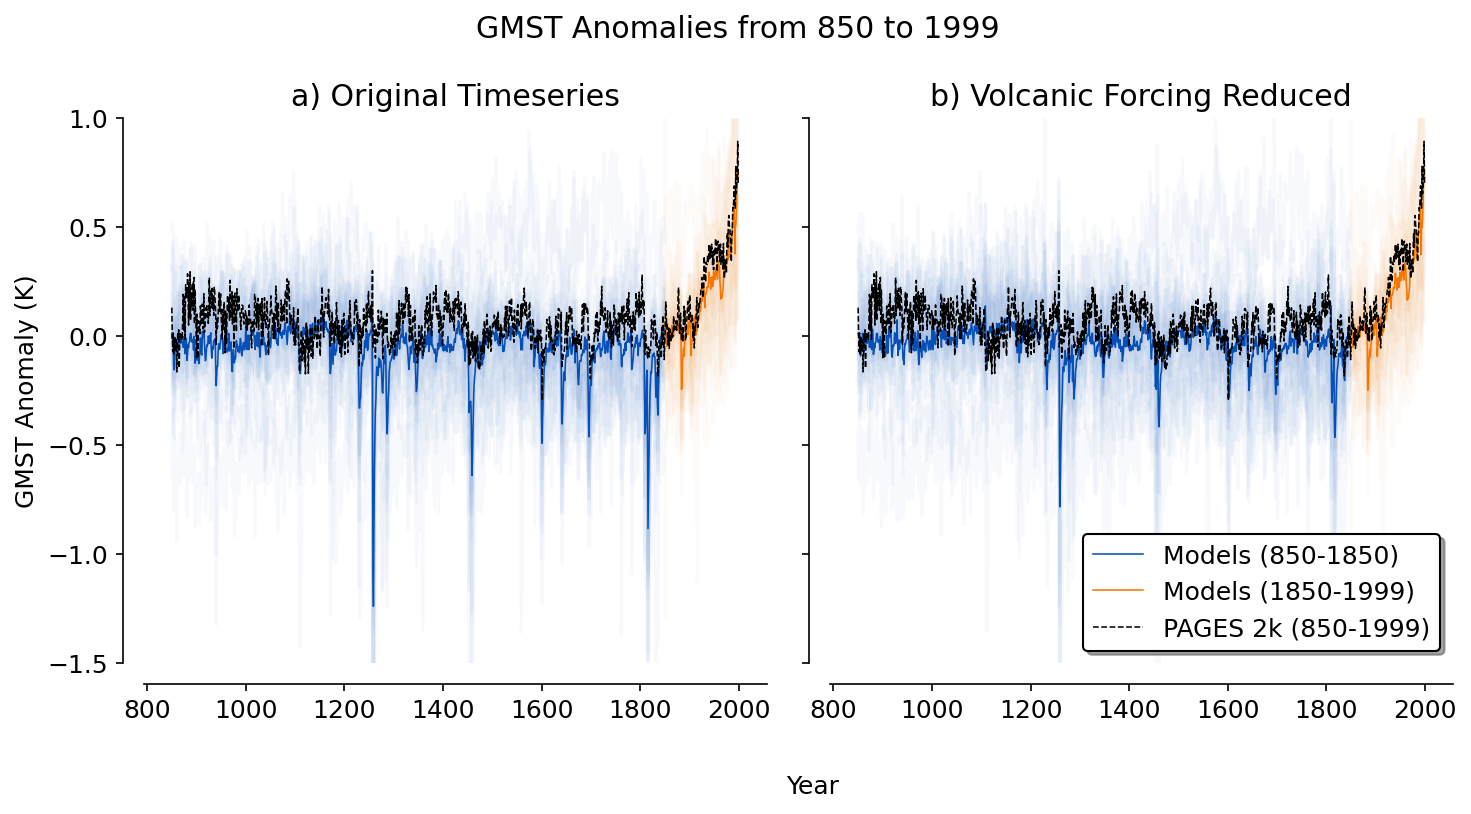 GMST Anomalies from 850 to 1999
a) Original Timeseries
b) Volcanic Forcing Reduced
GMST Anomaly (K)
1.0
0.5
0.0
−0.5
−1.0
−1.5
800 1000 1200 1400 1600 1800 2000
800 1000 1200 1400 1600 1800 2000
Models (850-1850)
Models (1850-1999)
PAGES 2k (850-1999)
Year